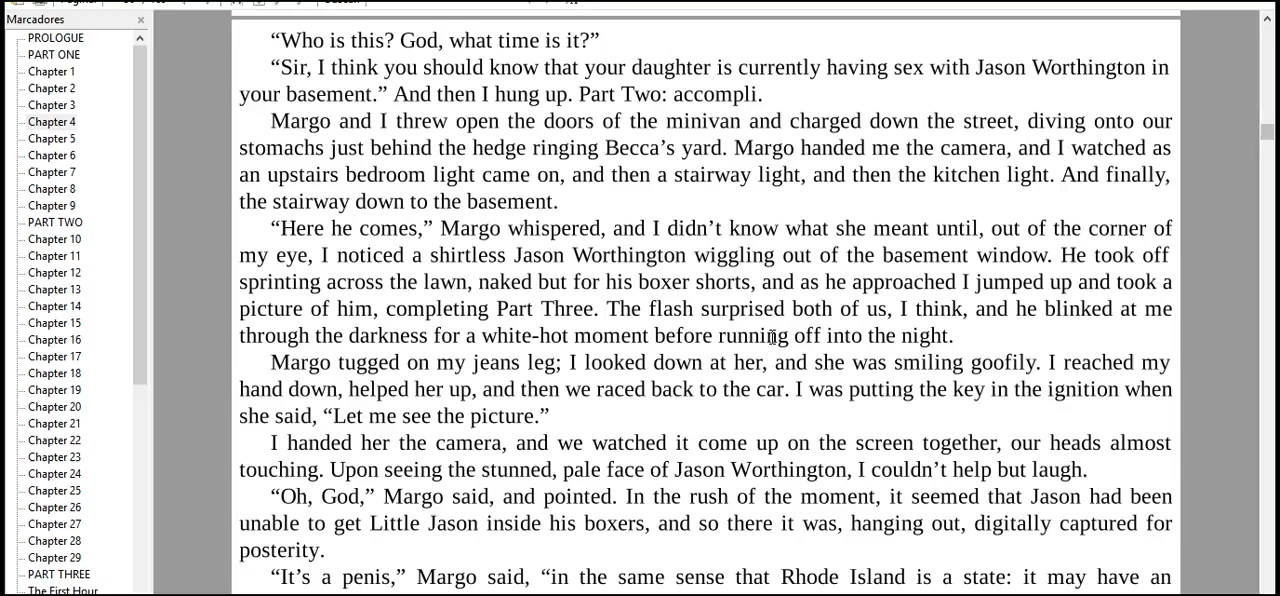 Marcadores
PROLOGUE
PART ONE
Chapter 1
Chapter 2
Chapter 3
Chapter 4
Chapter 5
Chapter 6
Chapter 7
Chapter 8
Chapter 9
PART TWO
Chapter 10
Chapter 11
Chapter 12
Chapter 13
Chapter 14
Chapter 15
Chapter 16
Chapter 17
Chapter 18
Chapter 19
Chapter 20
Chapter 21
Chapter 22
Chapter 23
Chapter 24
Chapter 25
Chapter 26
Chapter 27
Chapter 28
Chapter 29
PART THREE
The First Hour
“Who is this? God, what time is it?”
“Sir, I think you should know that your daughter is currently having sex with Jason Worthington in
your basement.” And then I hung up. Part Two: accompli.
Margo and I threw open the doors of the minivan and charged down the street, diving onto our
stomachs just behind the hedge ringing Becca’s yard. Margo handed me the camera, and I watched as
an upstairs bedroom light came on, and then a stairway light, and then the kitchen light. And finally,
the stairway down to the basement.
“Here he comes,” Margo whispered, and I didn’t know what she meant until, out of the corner of
my eye, I noticed a shirtless Jason Worthington wiggling out of the basement window. He took off
sprinting across the lawn, naked but for his boxer shorts, and as he approached I jumped up and took a
picture of him, completing Part Three. The flash surprised both of us, I think, and he blinked at me
through the darkness for a white-hot moment before running off into the night.
Margo tugged on my jeans leg; I looked down at her, and she was smiling goofily. I reached my
hand down, helped her up, and then we raced back to the car. I was putting the key in the ignition when
she said, “Let me see the picture.”
I handed her the camera, and we watched it come up on the screen together, our heads almost
touching. Upon seeing the stunned, pale face of Jason Worthington, I couldn’t help but laugh.
“Oh, God,” Margo said, and pointed. In the rush of the moment, it seemed that Jason had been
unable to get Little Jason inside his boxers, and so there it was, hanging out, digitally captured for
posterity.
“It’s a penis,” Margo said, “in the same sense that Rhode Island is a state: it may have an